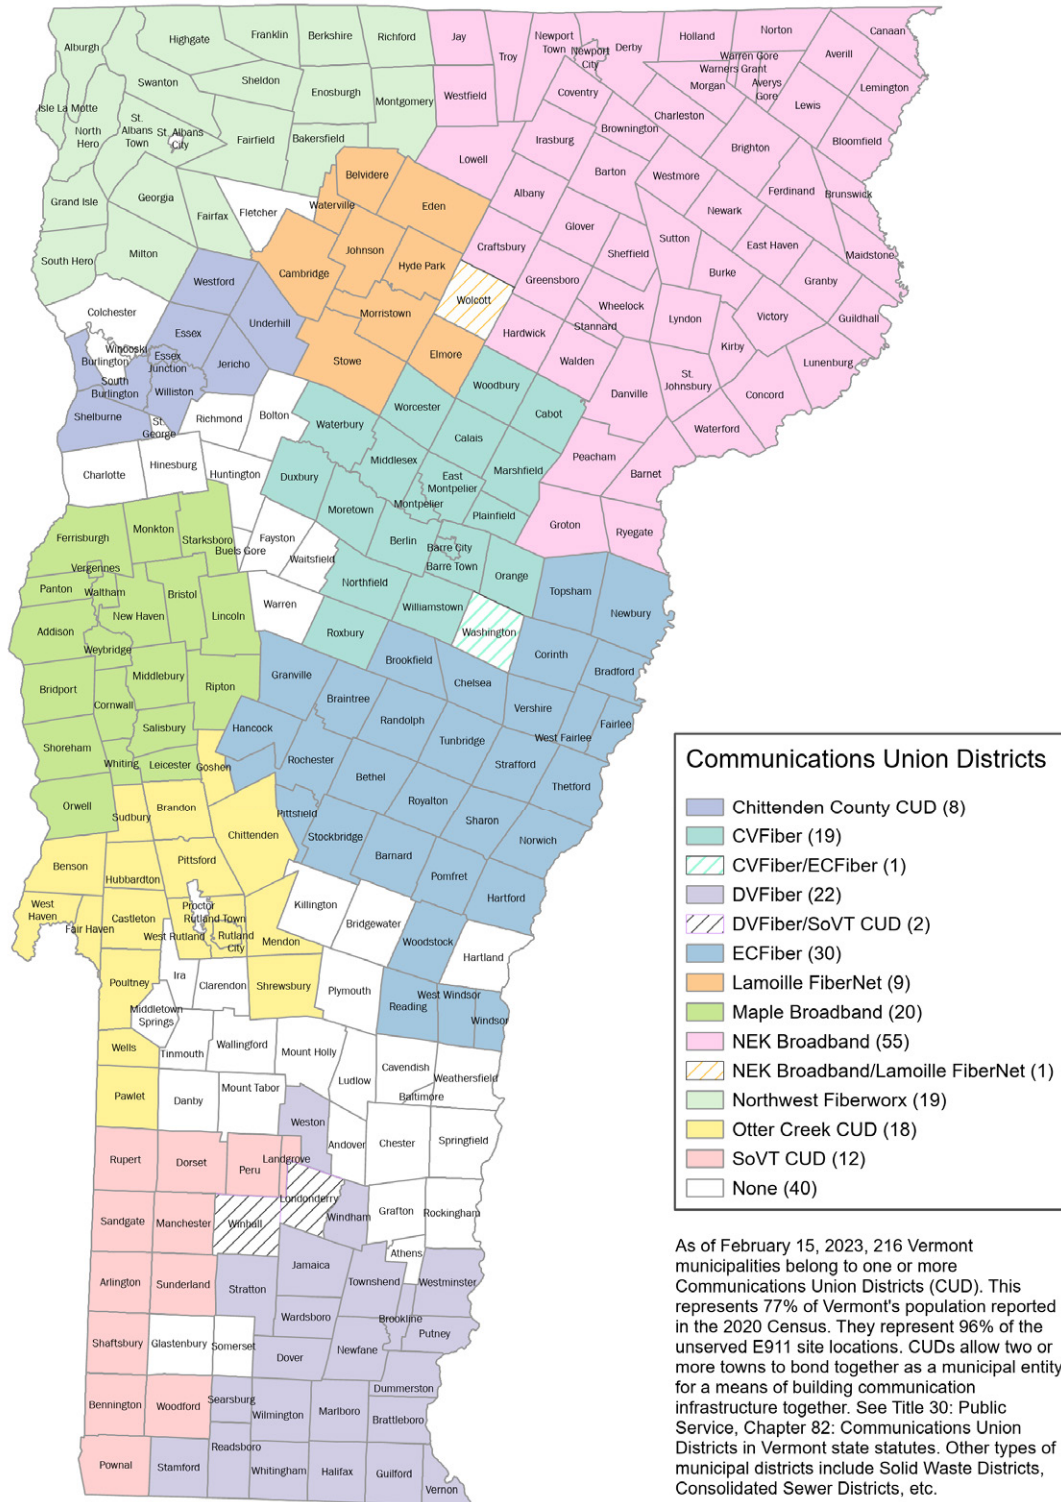 Alburgh
Highgate
Franklin
Berkshire
Richford
Jay
Troy
Newport
Town
Newport
City
Derby
Holland
Norton
Canaan
Averill
Warren Gore
Warners Grant
Morgan
Averys
Gore
Lewis
Lemington
Swanton
Sheldon
Enosburgh
Montgomery
Westfield
Coventry
Charleston
Bloomfield
Isle La Motte
North
Hero
St.
Albans
Town
St. Albans
City
Fairfield
Bakersfield
Lowell
Irasburg
Brownington
Brighton
Belvidere
Barton
Westmore
Ferdinand
Brunswick
Grand Isle
Georgia
Fairfax
Fletcher
Waterville
Eden
Albany
Newark
South Hero
Milton
Johnson
Hyde Park
Craftsbury
Glover
Sheffield
Sutton
East Haven
Maidstone
Westford
Cambridge
Wolcott
Greensboro
Burke
Granby
Colchester
Underhill
Morristown
Wheelock
Stannard
Lyndon
Victory
Guildhall
Essex
Hardwick
Kirby
Winooski
Burlington
Essex
Junction
Jericho
Stowe
Elmore
Walden
Lunenburg
South
Burlington
Williston
Woodbury
Danville
St.
Johnsbury
Concord
Shelburne
St.
George
Richmond
Bolton
Worcester
Cabot
Waterbury
Calais
Waterford
Charlotte
Hinesburg
Huntington
Duxbury
Middlesex
Marshfield
Peacham
Barnet
East
Montpelier
Montpelier
Moretown
Plainfield
Groton
Ryegate
Ferrisburgh
Monkton
Starksboro
Buels Gore
Fayston
Waitsfield
Berlin
Barre City
Barre Town
Vergennes
Panton
Waltham
Bristol
Northfield
Orange
Topsham
Newbury
New Haven
Lincoln
Warren
Williamstown
Addison
Roxbury
Washington
Weybridge
Brookfield
Corinth
Bridport
Middlebury
Ripton
Granville
Chelsea
Bradford
Cornwall
Braintree
Randolph
Vershire
Salisbury
Hancock
Tunbridge
West Fairlee
Fairlee
Shoreham
Whiting
Leicester
Goshen
Rochester
Bethel
Strafford
Thetford
Orwell
Sudbury
Brandon
Chittenden
Pittsfield
Stockbridge
Royalton
Sharon
Norwich
Benson
Pittsford
Barnard
Pomfret
Hubbardton
West
Haven
Fair Haven
Castleton
Proctor
Rutland Town
West Rutland
Rutland
City
Mendon
Killington
Bridgewater
Hartford
Woodstock
Hartland
Poultney
Ira
Clarendon
Shrewsbury
Plymouth
Reading
West Windsor
Windsor
Middletown
Springs
Wells
Tinmouth
Wallingford
Mount Holly
Ludlow
Cavendish
Weathersfield
Baltimore
Pawlet
Danby
Mount Tabor
Weston
Andover
Chester
Springfield
Rupert
Dorset
Peru
Landgrove
Londonderry
Windham
Grafton
Rockingham
Sandgate
Manchester
Winhall
Athens
Arlington
Sunderland
Stratton
Jamaica
Townshend
Westminster
Wardsboro
Brookline
Putney
Shaftsbury
Glastenbury
Somerset
Dover
Newfane
Dummerston
Bennington
Woodford
Searsburg
Wilmington
Marlboro
Brattleboro
Pownal
Stamford
Readsboro
Whitingham
Halifax
Guilford
Vernon
Communications Union Districts
Chittenden County CUD (8)
CVFiber (19)
CVFiber/ECFiber (1)
DVFiber (22)
DVFiber/SoVT CUD (2)
ECFiber (30)
Lamoille FiberNet (9)
Maple Broadband (20)
NEK Broadband (55)
NEK Broadband/Lamoille FiberNet (1)
Northwest Fiberworx (19)
Otter Creek CUD (18)
SoVT CUD (12)
None (40)
As of February 15, 2023, 216 Vermont
municipalities belong to one or more
Communications Union Districts (CUD). This
represents 77% of Vermont's population reported
in the 2020 Census. They represent 96% of the
unserved E911 site locations. CUDs allow two or
more towns to bond together as a municipal entity
for a means of building communication
infrastructure together. See Title 30: Public
Service, Chapter 82: Communications Union
Districts in Vermont state statutes. Other types of
municipal districts include Solid Waste Districts,
Consolidated Sewer Districts, etc.